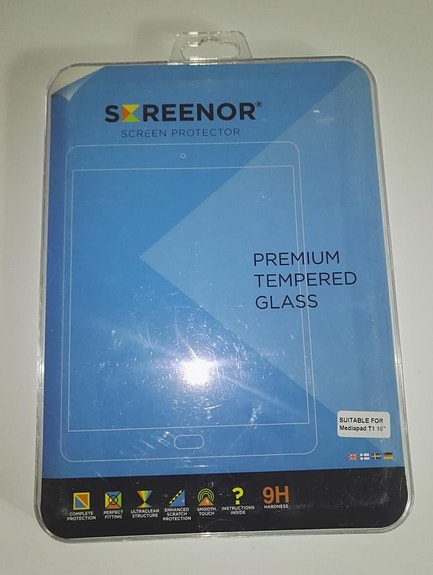 SCREENOR®
SCREEN PROTECTOR
PREMIUM
TEMPERED
GLASS
SUITABLE FOR
Mediapad T1 10"
COMPLETE
PROTECTION
PERFECT
FITTING
ULTRACLEAR
STRUCTURE
ENHANCED
SCRATCH
PROTECTION
SMOOTH
TOUCH
?
INSTRUCTIONS
INSIDE
9H
HARDNESS